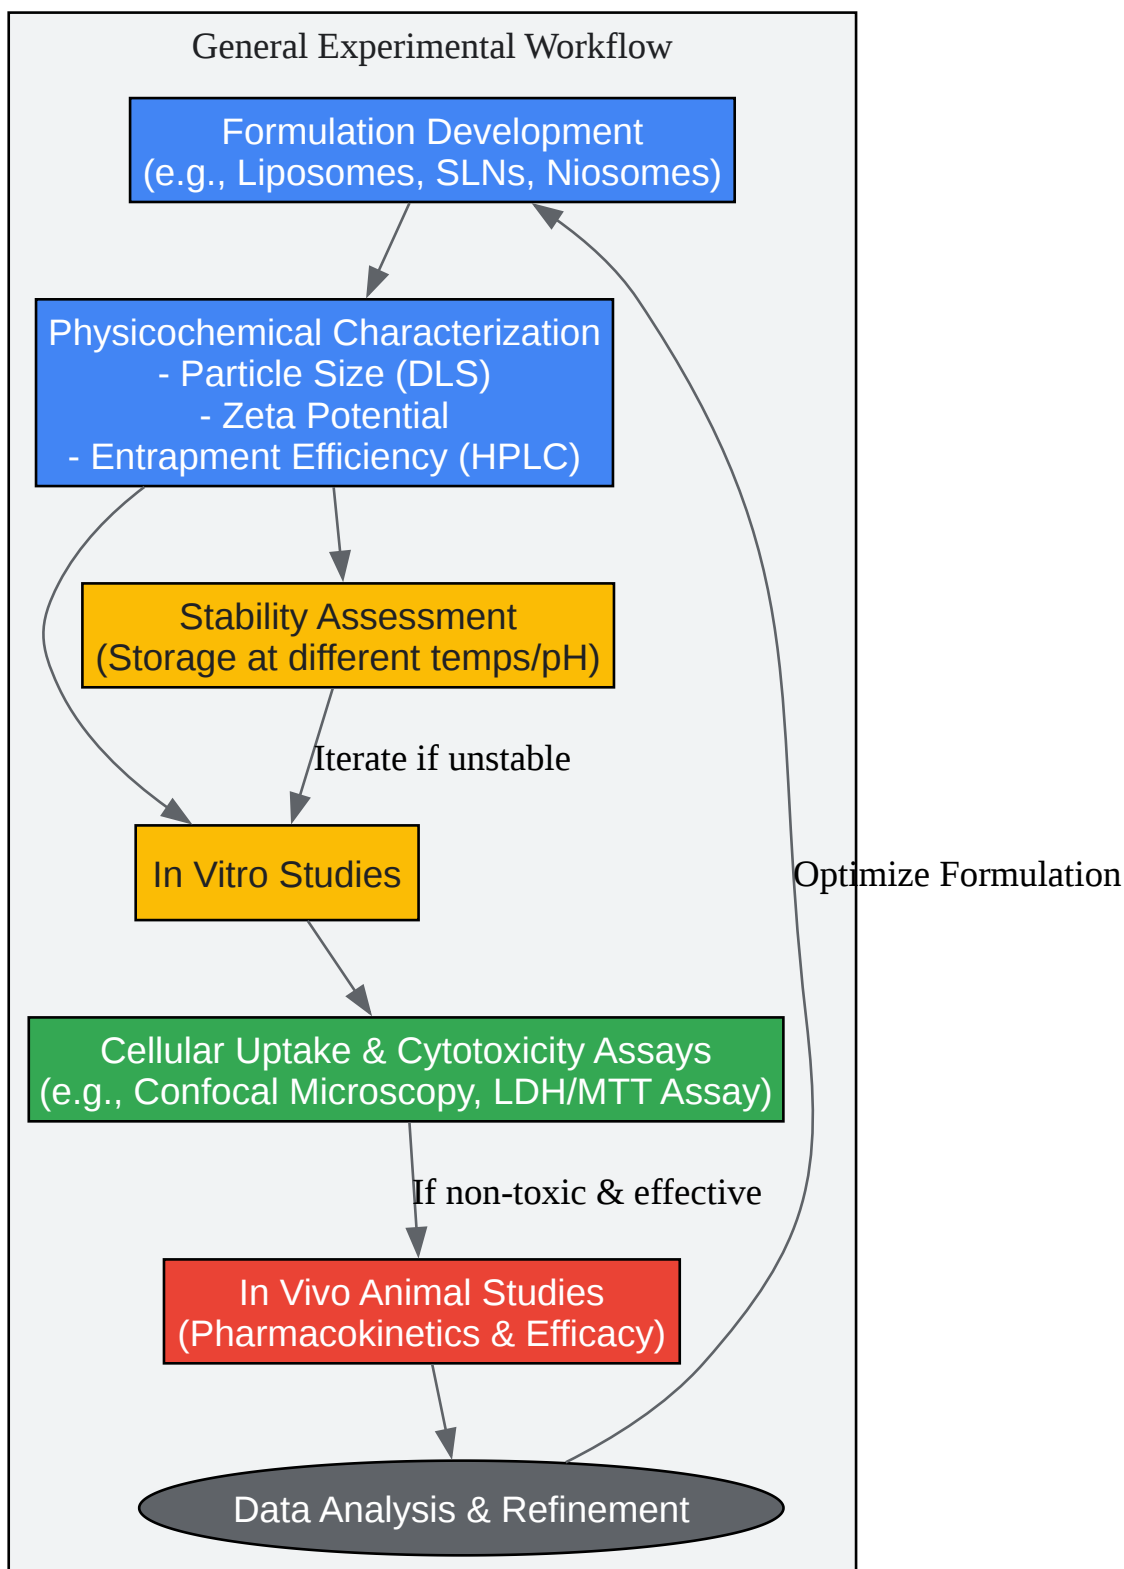 General Experimental Workflow
Formulation Development
(e.g., Liposomes, SLNs, Niosomes)
Physicochemical Characterization
- Particle Size (DLS)
- Zeta Potential
- Entrapment Efficiency (HPLC)
Stability Assessment
(Storage at different temps/pH)
Iterate if unstable
In Vitro Studies
Optimize Formulation
Cellular Uptake & Cytotoxicity Assays
(e.g., Confocal Microscopy, LDH/MTT Assay)
If non-toxic & effective
In Vivo Animal Studies
(Pharmacokinetics & Efficacy)
Data Analysis & Refinement